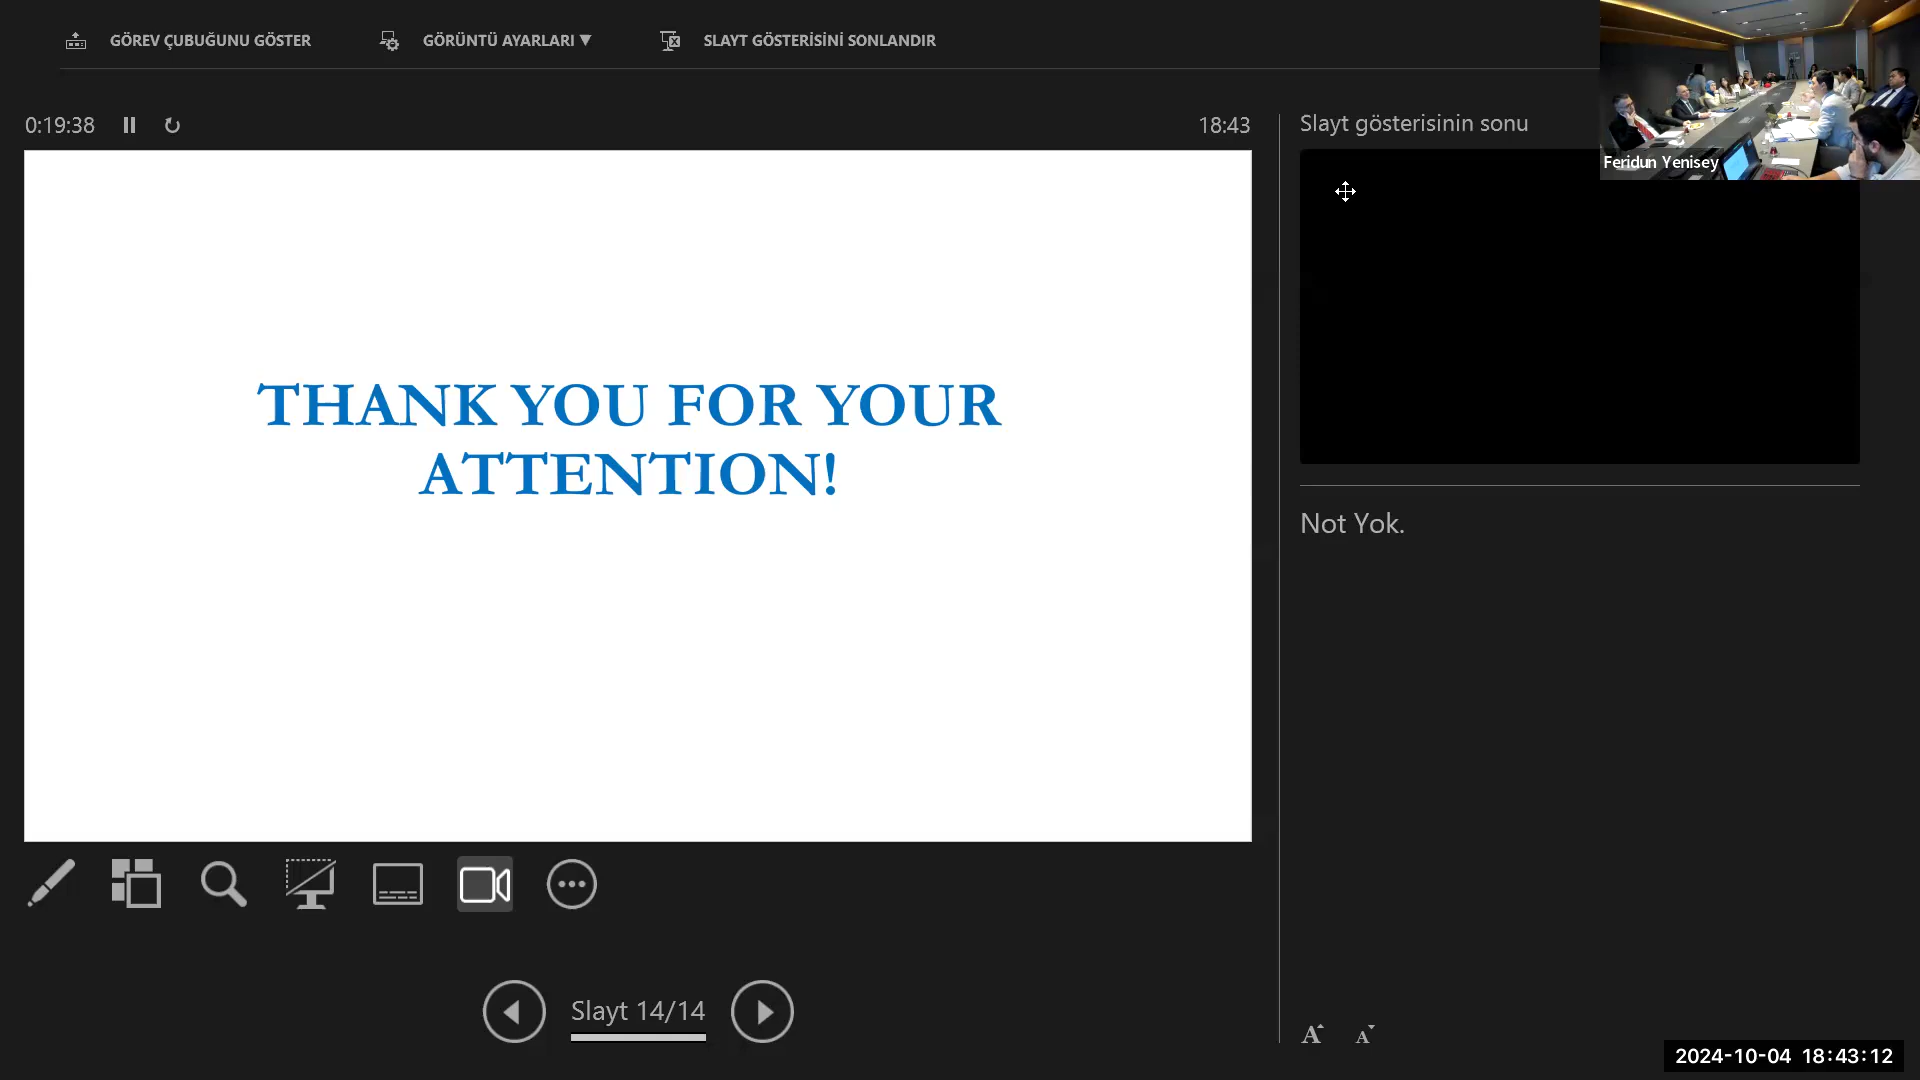 GÖREV ÇUBUĞUNU GÖSTER
GÖRÜNTÜ AYARLARI ▼
SLAYT GÖSTERİSİNİ SONLANDIR
0:19:38
18:43
Slayt gösterisinin sonu
Feridun Yenisey
THANK YOU FOR YOUR
ATTENTION!
Not Yok.
Slayt 14/14
A A
2024-10-04 18:43:12